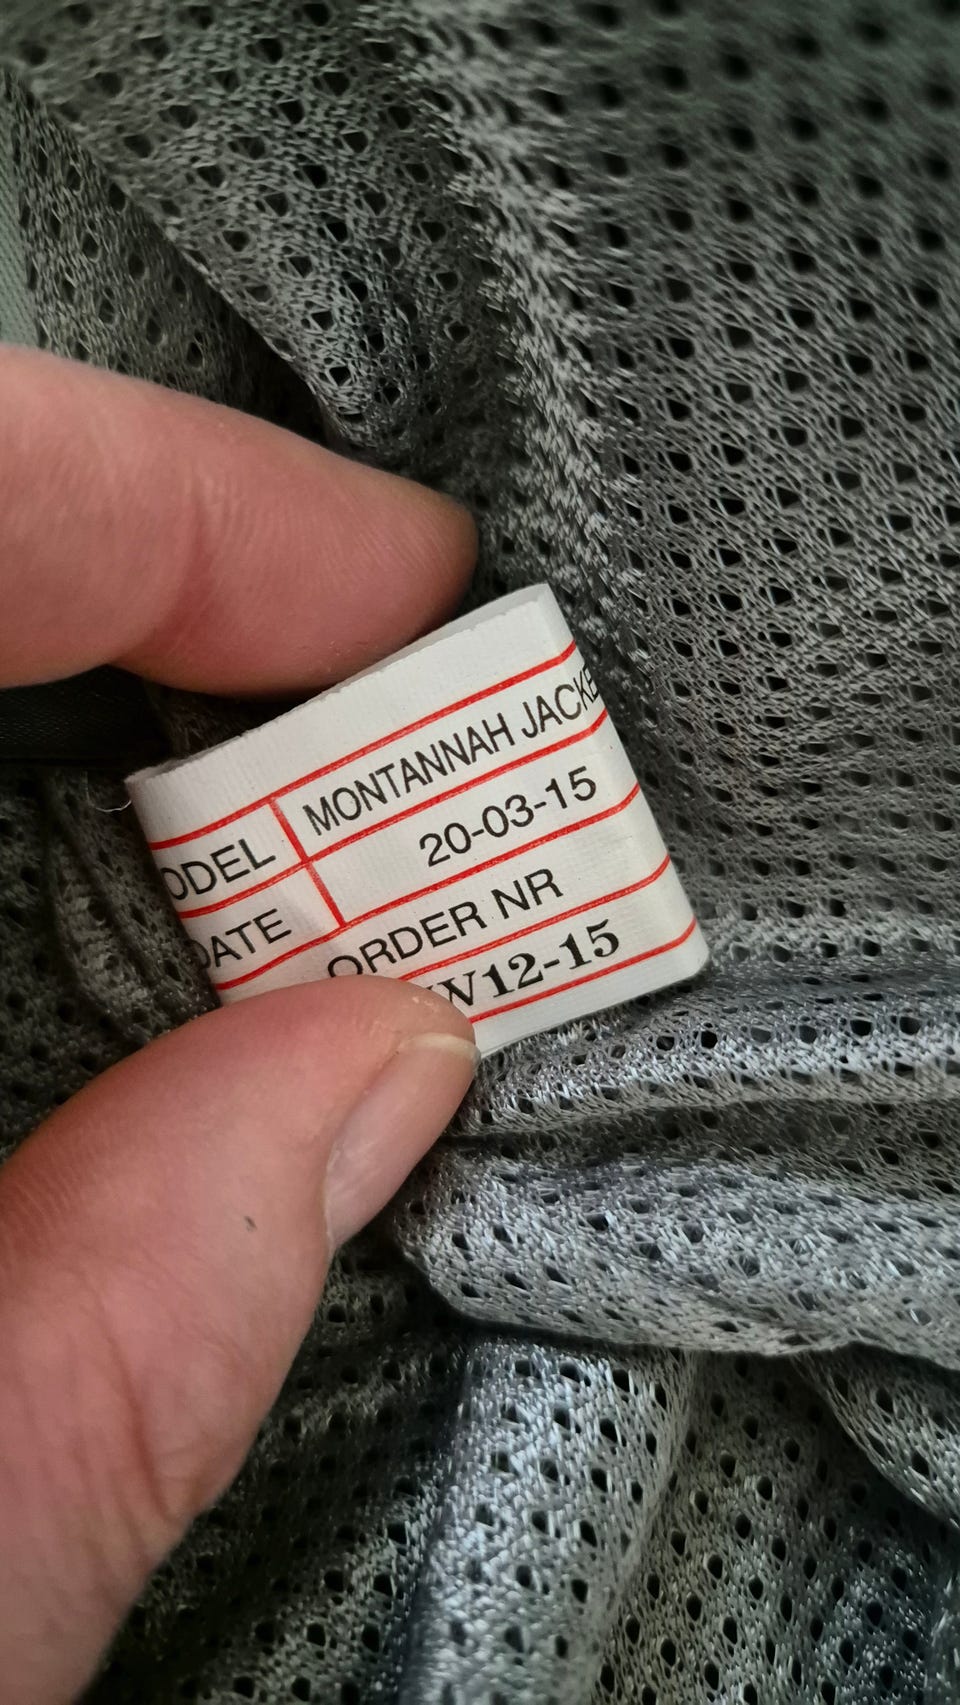 ODEL MONTANNAH JACKE
DATE 20-03-15
ORDER NR
W12-15